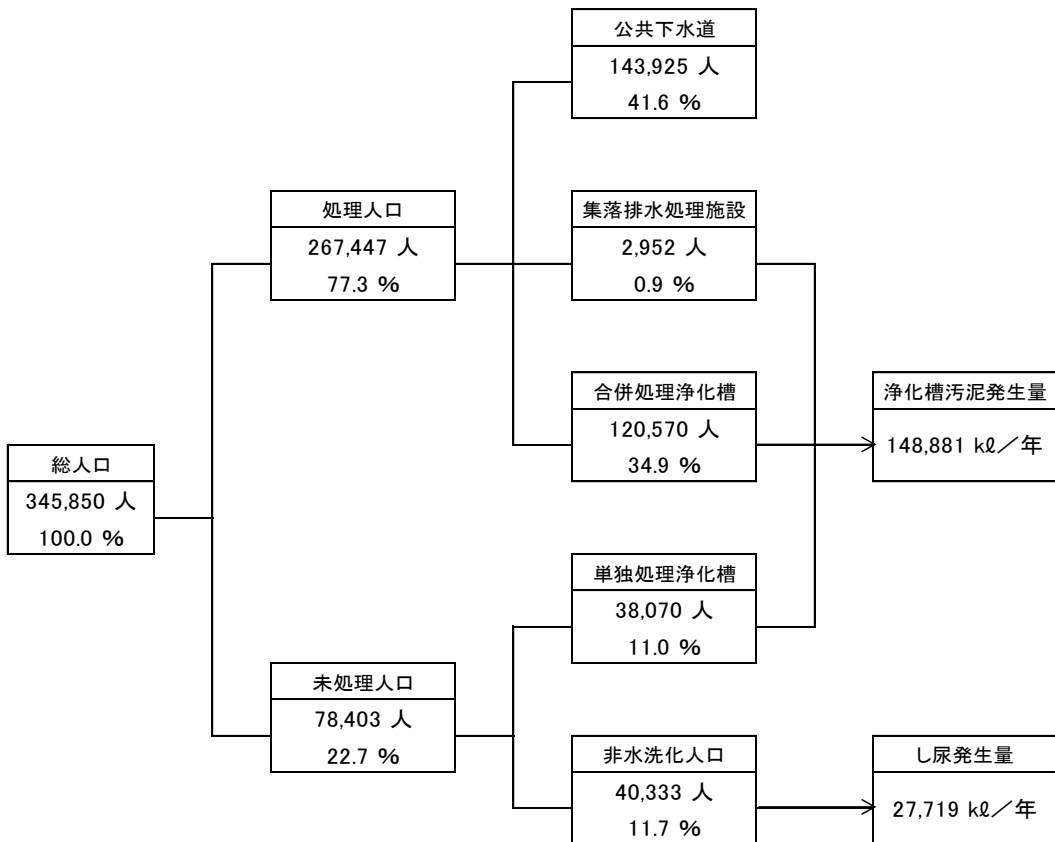 総人口
345,850 人
100.0 %
処理人口
267,447 人
77.3 %
未処理人口
78,403 人
22.7 %
公共下水道
143,925 人
41.6 %
集落排水処理施設
2,952 人
0.9 %
合併処理浄化槽
120,570 人
34.9 %
単独処理浄化槽
38,070 人
11.0 %
非水洗化人口
40,333 人
11.7 %
浄化槽汚泥発生量
148,881 kℓ／年
し尿発生量
27,719 kℓ／年